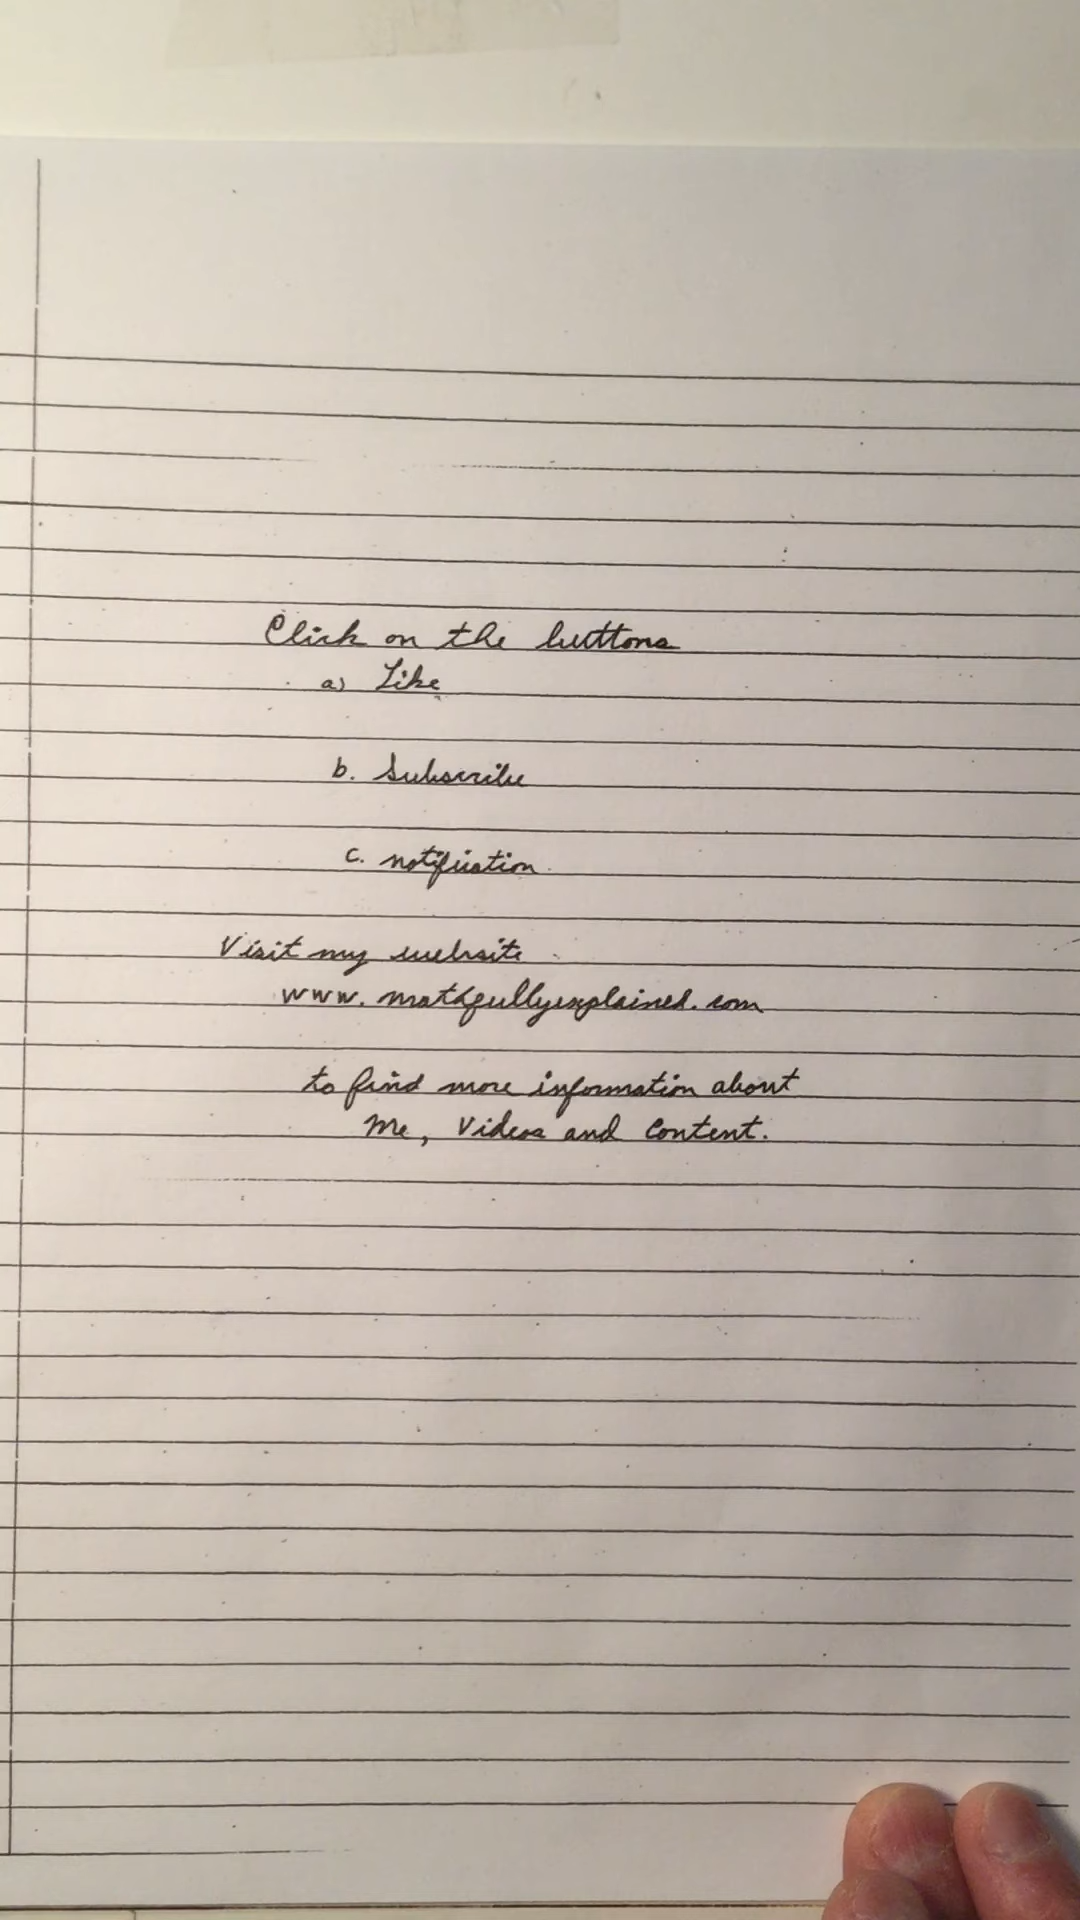 Click on the buttons
a) Like
b. Subscribe
c. notification.
Visit my website
www.mathfullyexplained.com
to find more information about
Me, Videos and Content.